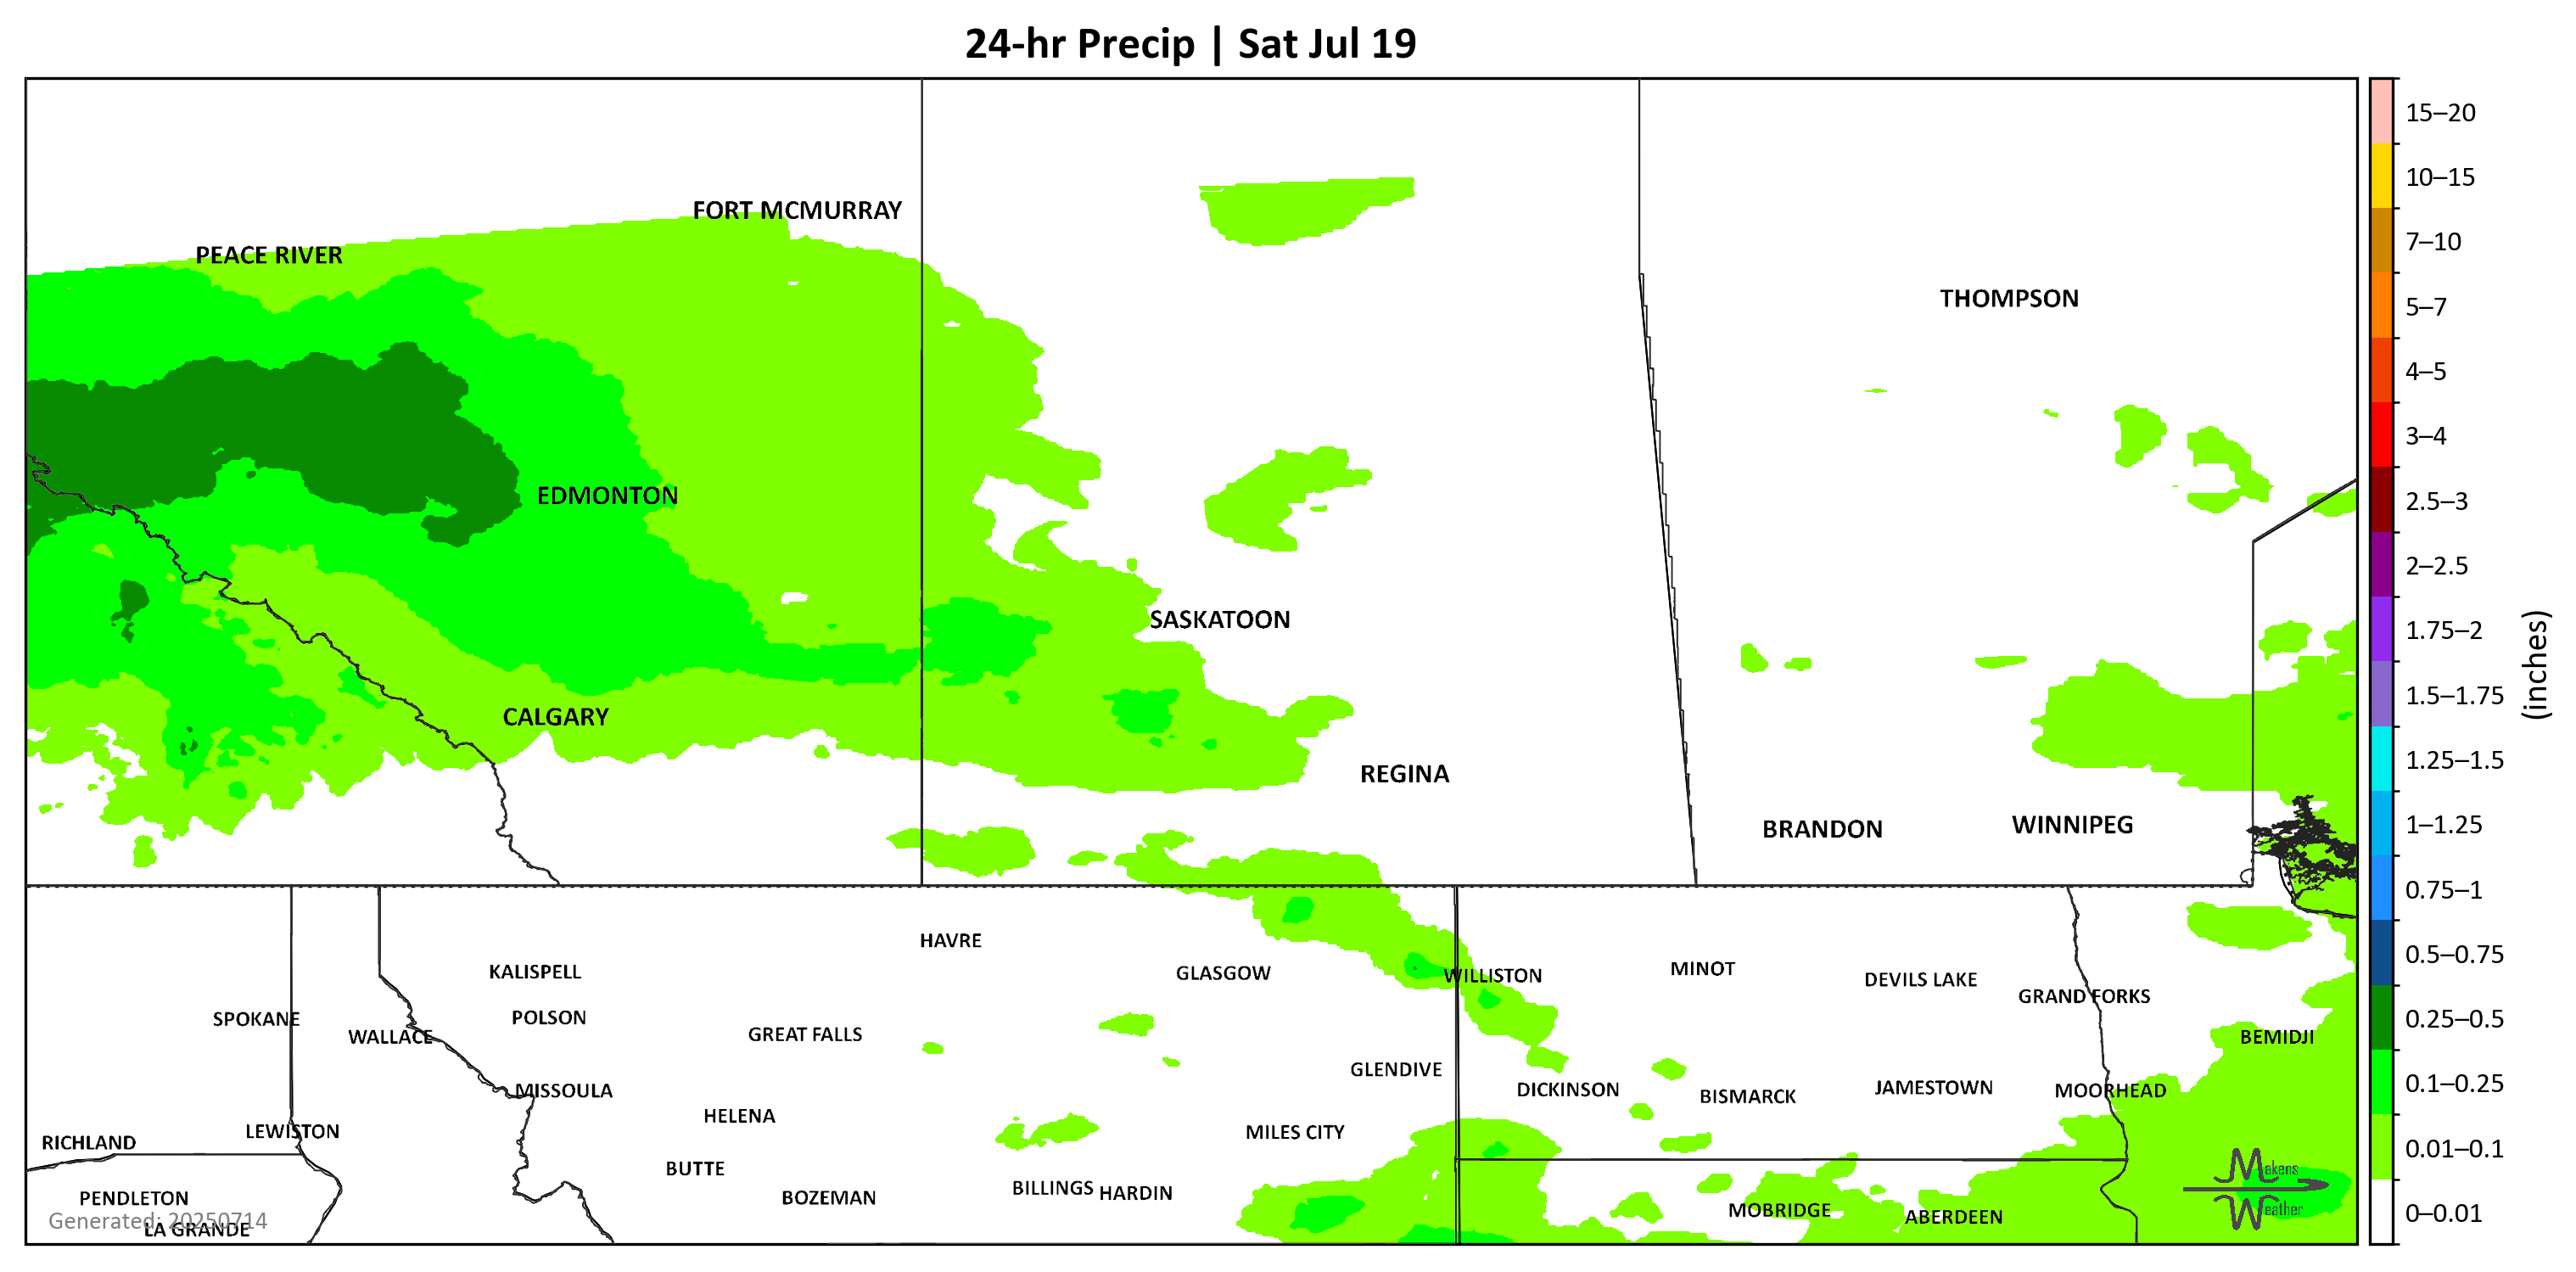 24-hr Precip | Sat Jul 19
15–20
10–15
7–10
5–7
4–5
3–4
2.5–3
2–2.5
1.75–2
1.5–1.75
1.25–1.5
1–1.25
0.75–1
0.5–0.75
0.25–0.5
0.1–0.25
0.01–0.1
0–0.01
(inches)
FORT MCMURRAY
PEACE RIVER
THOMPSON
EDMONTON
SASKATOON
CALGARY
REGINA
BRANDON
WINNIPEG
HAVRE
KALISPELL
GLASGOW
WILLISTON
MINOT
DEVILS LAKE
GRAND FORKS
SPOKANE
POLSON
WALLACE
GREAT FALLS
BEMIDJI
GLENDIVE
MISSOULA
DICKINSON
BISMARCK
JAMESTOWN
MOORHEAD
HELENA
RICHLAND
LEWISTON
MILES CITY
BUTTE
BILLINGS
HARDIN
PENDLETON
BOZEMAN
MOBRIDGE
ABERDEEN
Generated: 20250714
LA GRANDE
Makens
Weather